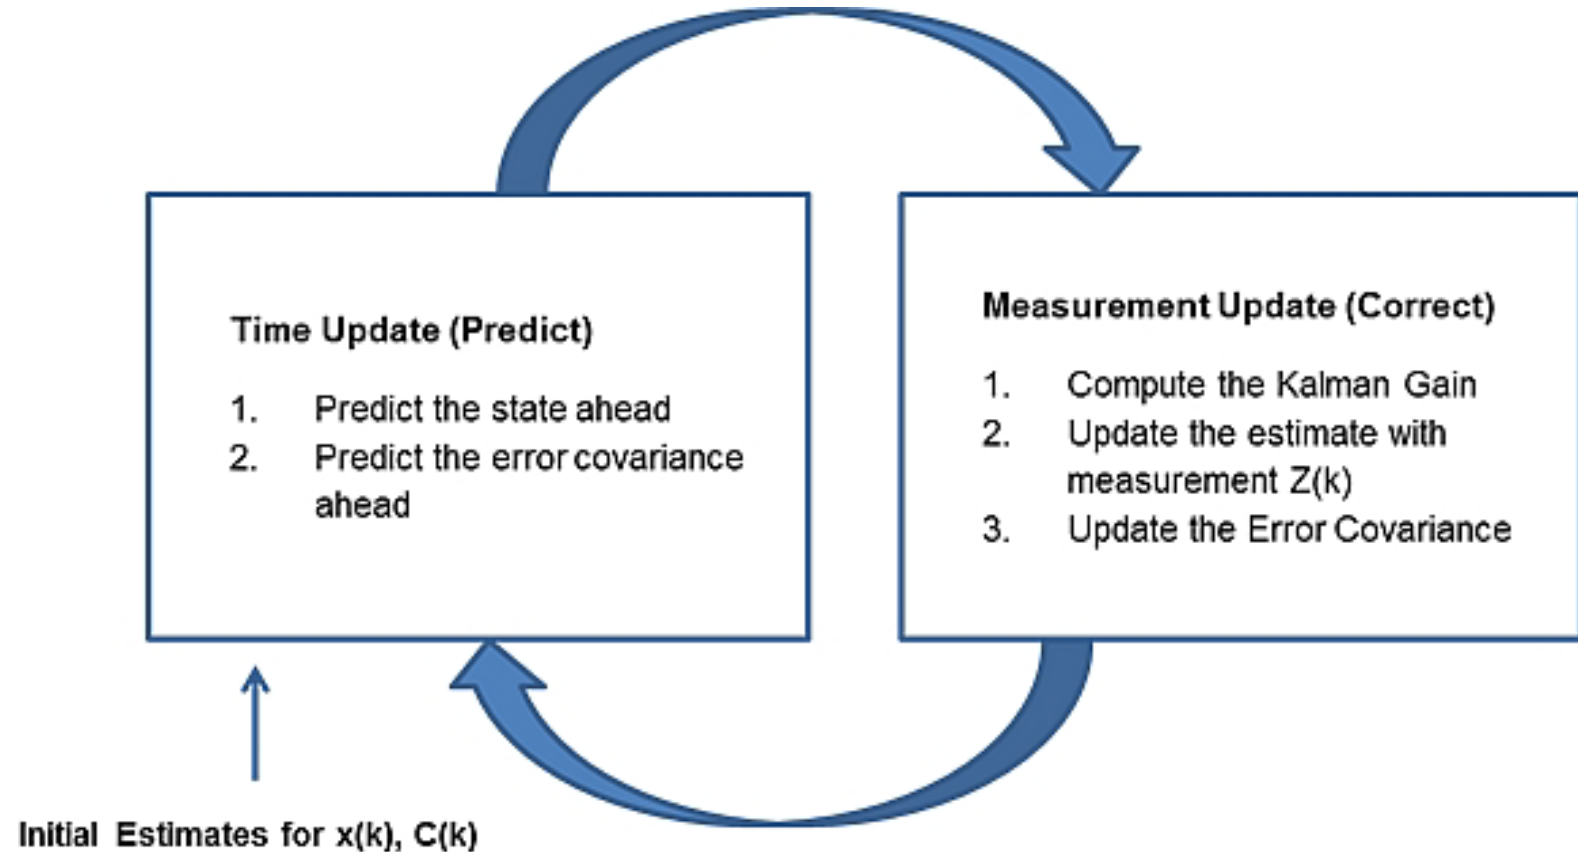 Time Update (Predict)
1. Predict the state ahead
2. Predict the error covariance
ahead
Measurement Update (Correct)
1. Compute the Kalman Gain
2. Update the estimate with
measurement Z(k)
3. Update the Error Covariance
Initial Estimates for x(k), C(k)